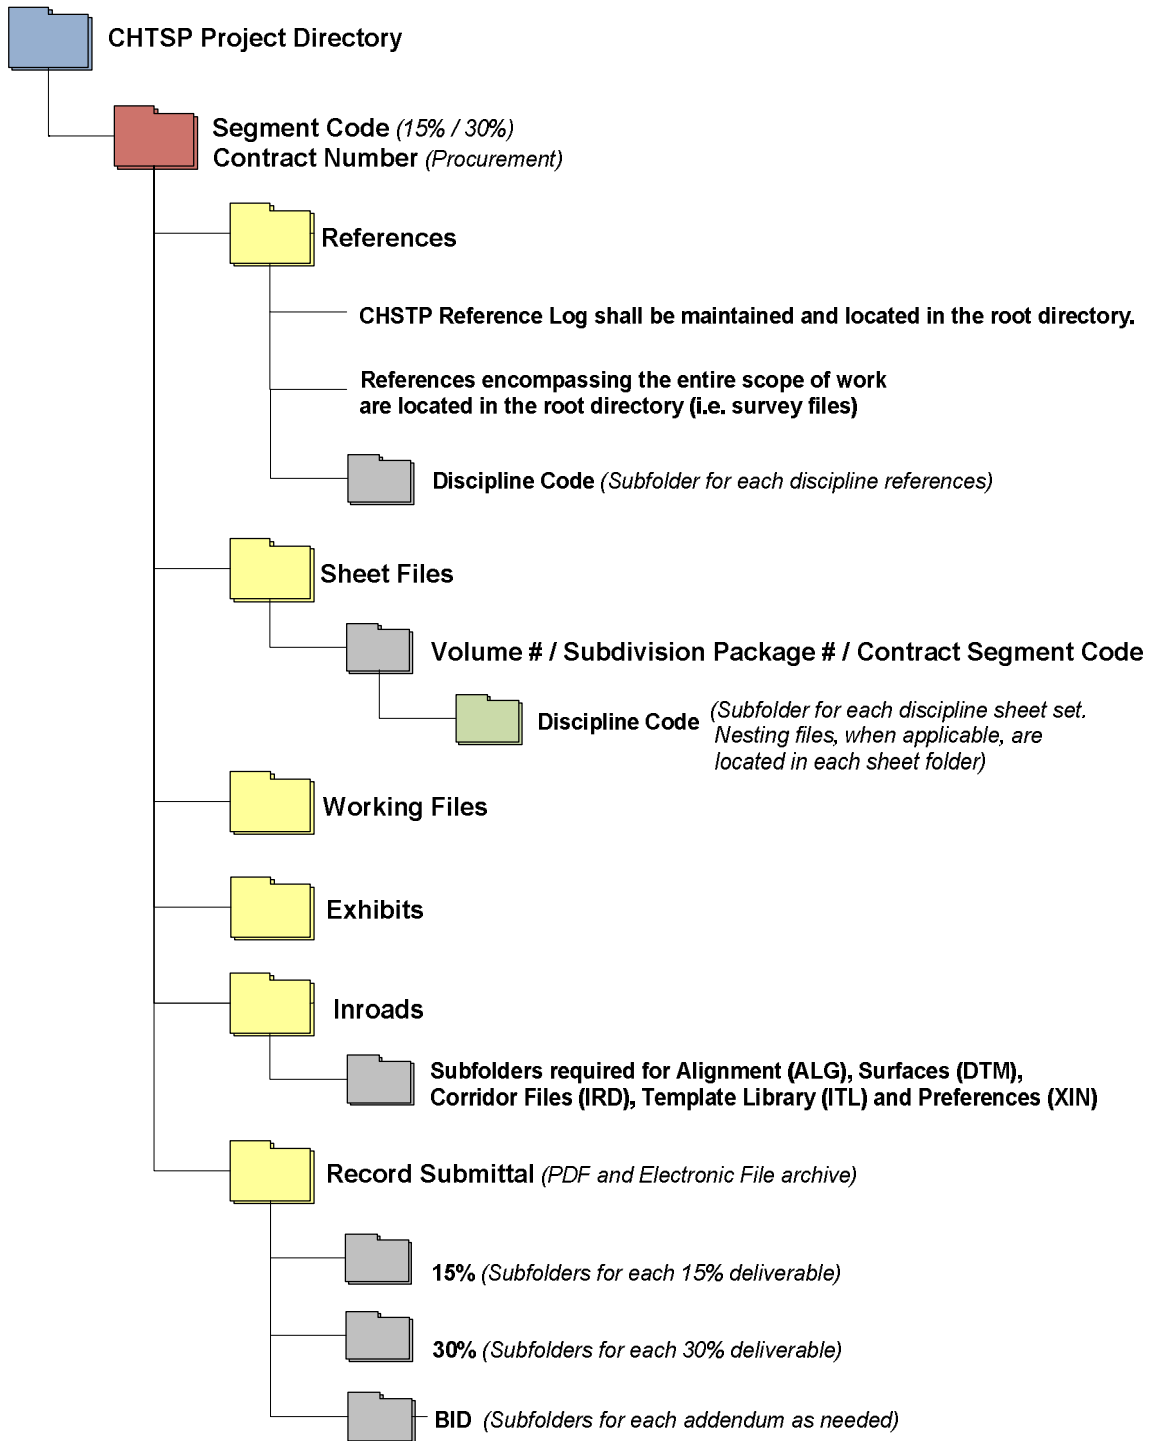 CHTSP Project Directory
Segment Code (15% / 30%)
Contract Number (Procurement)
References
CHSTP Reference Log shall be maintained and located in the root directory.
References encompassing the entire scope of work
are located in the root directory (i.e. survey files)
Discipline Code (Subfolder for each discipline references)
Sheet Files
Volume # / Subdivision Package # / Contract Segment Code
Discipline Code (Subfolder for each discipline sheet set.
Nesting files, when applicable, are
located in each sheet folder)
Working Files
Exhibits
Inroads
Subfolders required for Alignment (ALG), Surfaces (DTM),
Corridor Files (IRD), Template Library (ITL) and Preferences (XIN)
Record Submittal (PDF and Electronic File archive)
15% (Subfolders for each 15% deliverable)
30% (Subfolders for each 30% deliverable)
BID (Subfolders for each addendum as needed)